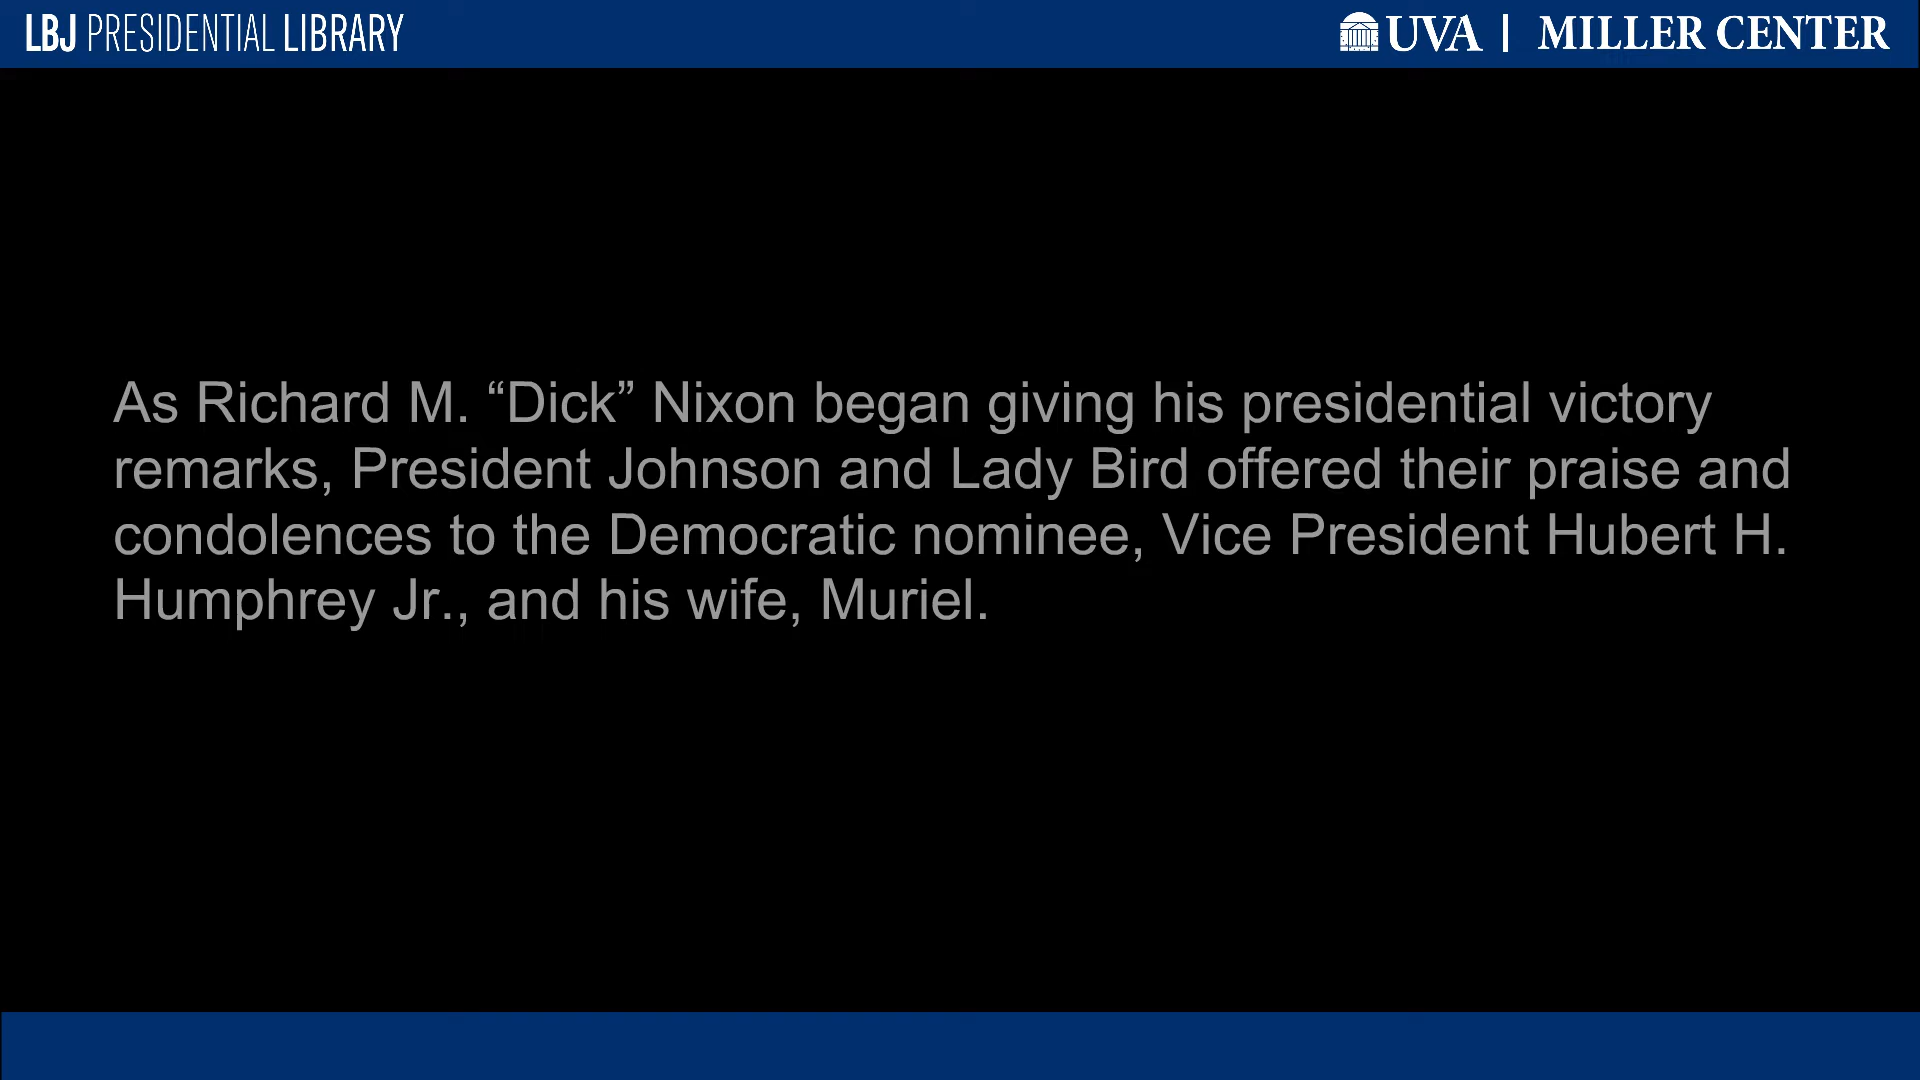 LBJ PRESIDENTIAL LIBRARY
UVA | MILLER CENTER
As Richard M. “Dick” Nixon began giving his presidential victory
remarks, President Johnson and Lady Bird offered their praise and
condolences to the Democratic nominee, Vice President Hubert H.
Humphrey Jr., and his wife, Muriel.